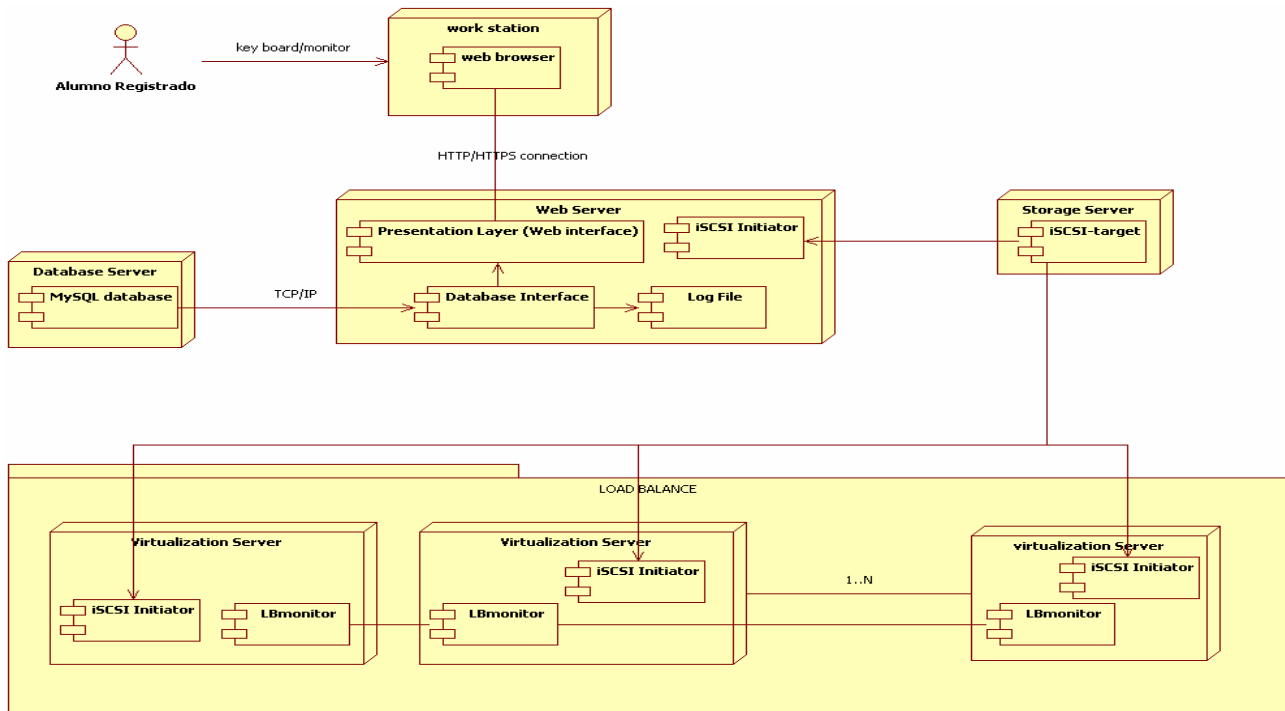 work station
key board/monitor
web browser
Alumno Registrado
HTTP/HTTPS connection
Web Server
Presentation Layer (Web interface)
iSCSI Initiator
Storage Server
iSCSI-target
Database Server
MySQL database
TCP/IP
Database Interface
Log File
LOAD BALANCE
Virtualization Server
iSCSI Initiator
LBmonitor
Virtualization Server
iSCSI Initiator
LBmonitor
1..N
virtualization Server
iSCSI Initiator
LBmonitor